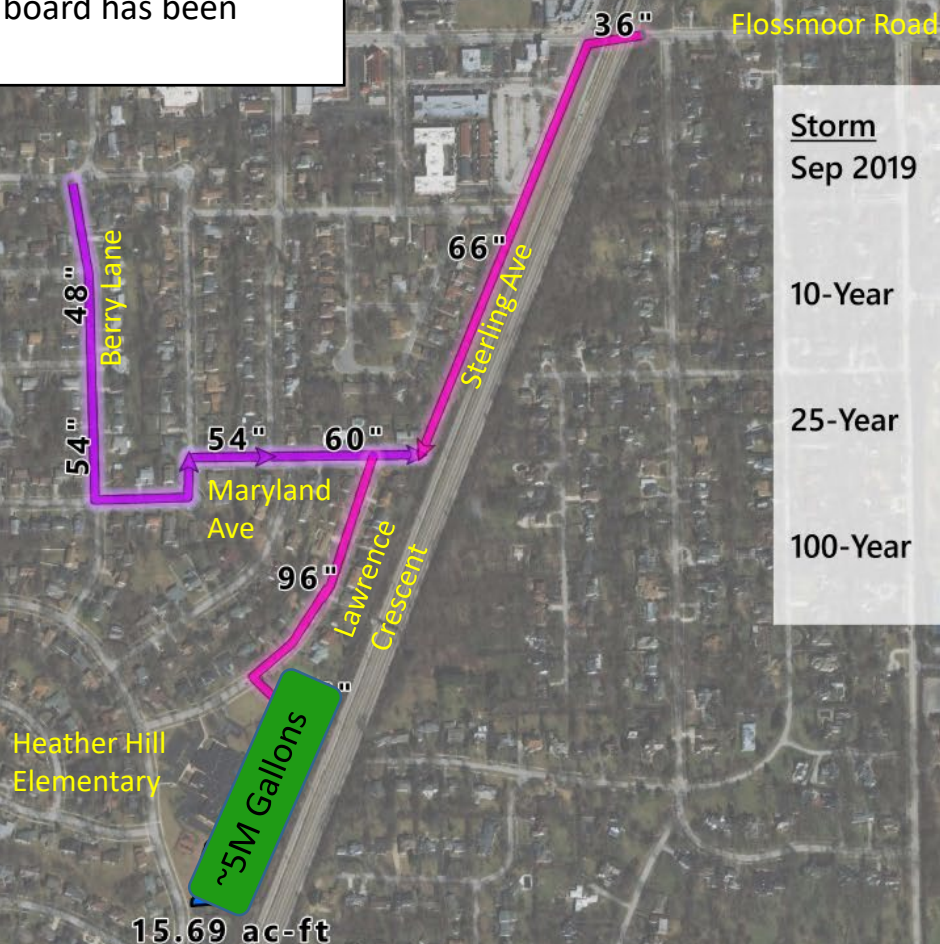 board has been
36"
Flossmoor Road
Storm
Sep 2019
10-Year
25-Year
100-Year
66"
Sterling Ave
48"
Berry Lane
54"
54"
60"
Maryland
Ave
96"
Lawrence
Crescent
Heather Hill
Elementary
~5M Gallons
15.69 ac-ft